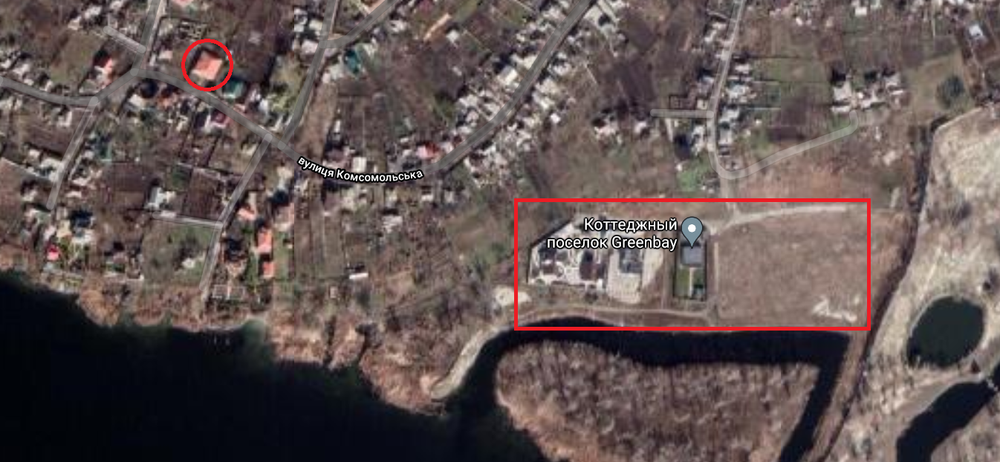 вулиця Комсомольська
Коттеджный
поселок Greenbay